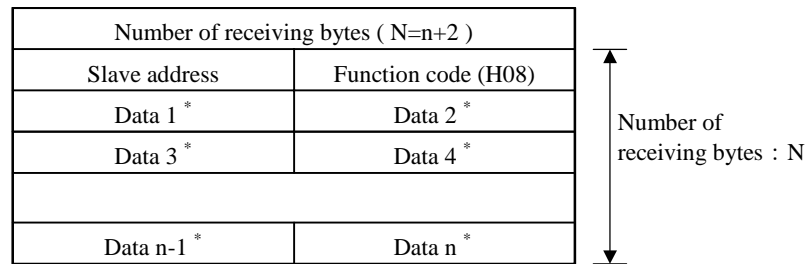 Number of receiving bytes ( N=n+2 )
Slave address Function code (H08)
Data 1 * Data 2 *
Data 3 * Data 4 *
Number of
receiving bytes : N
Data n-1 * Data n *